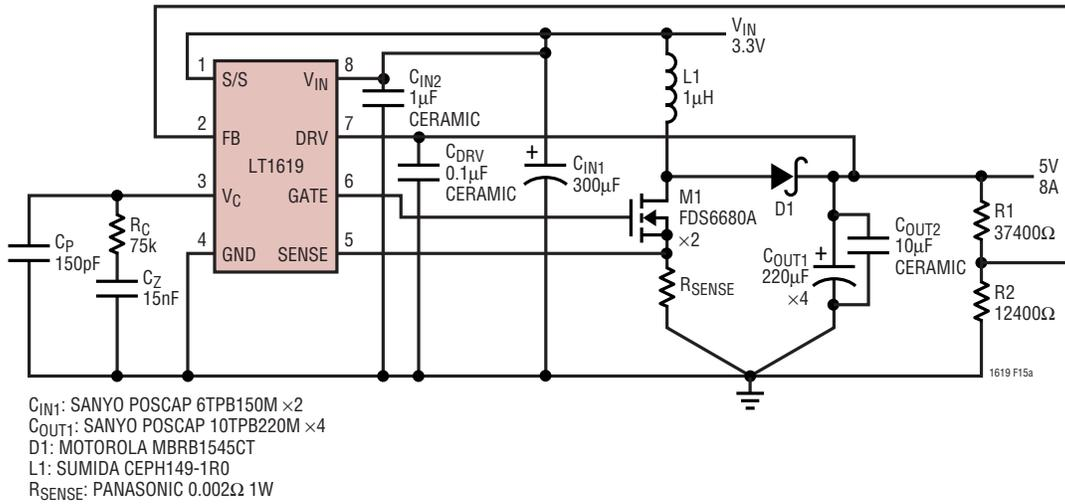 VIN
3.3V
1
S/S
VIN
8
CIN2
1µF
CERAMIC
L1
1µH
2
FB
DRV
7
LT1619
CDRV
0.1µF
CERAMIC
+
CIN1
300µF
5V
8A
D1
3
VC
GATE
6
M1
FDS6680A
×2
R1
37400Ω
CP
150pF
RC
75k
4
GND
SENSE
5
COUT2
10µF
CERAMIC
+
COUT1
220µF
×4
CZ
15nF
RSENSE
R2
12400Ω
1619 F15a
CIN1: SANYO POSCAP 6TPB150M ×2
COUT1: SANYO POSCAP 10TPB220M ×4
D1: MOTOROLA MBRB1545CT
L1: SUMIDA CEPH149-1R0
RSENSE: PANASONIC 0.002Ω 1W